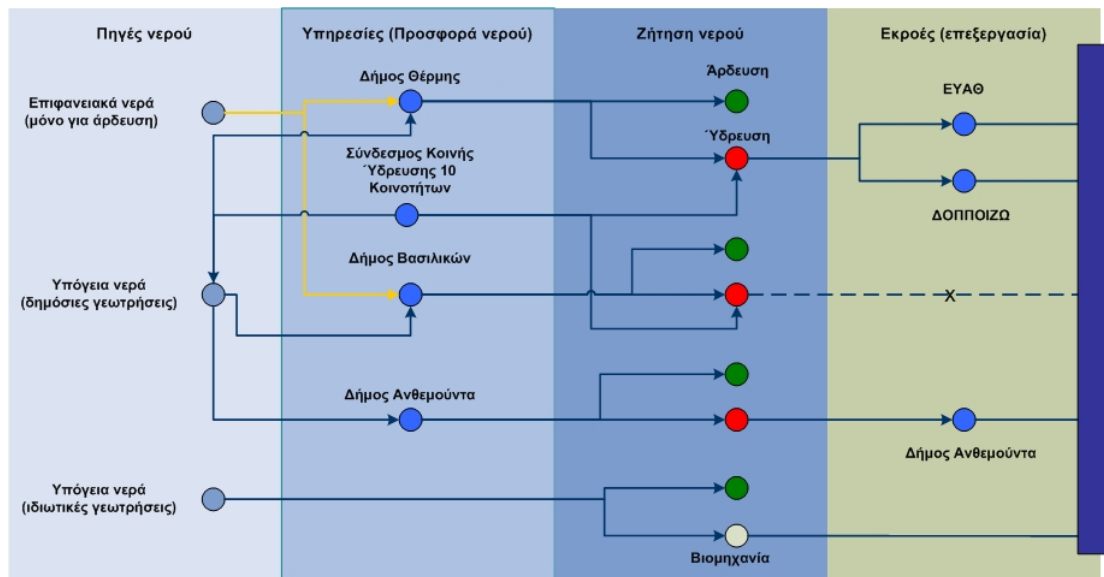 Πηγές νερού
Υπηρεσίες (Προσφορά νερού)
Ζήτηση νερού
Εκροές (επεξεργασία)
Επιφανειακά νερά
(μόνο για άρδευση)
Δήμος Θέρμης
Άρδευση
ΕΥΑΘ
Ύδρευση
Σύνδεσμος Κοινής
Ύδρευσης 10
Κοινοτήτων
ΔΟΠΠΟΙΖΩ
Υπόγεια νερά
(δημόσιες γεωτρήσεις)
Δήμος Βασιλικών
X
Δήμος Ανθεμούντα
Δήμος Ανθεμούντα
Υπόγεια νερά
(ιδιωτικές γεωτρήσεις)
Βιομηχανία